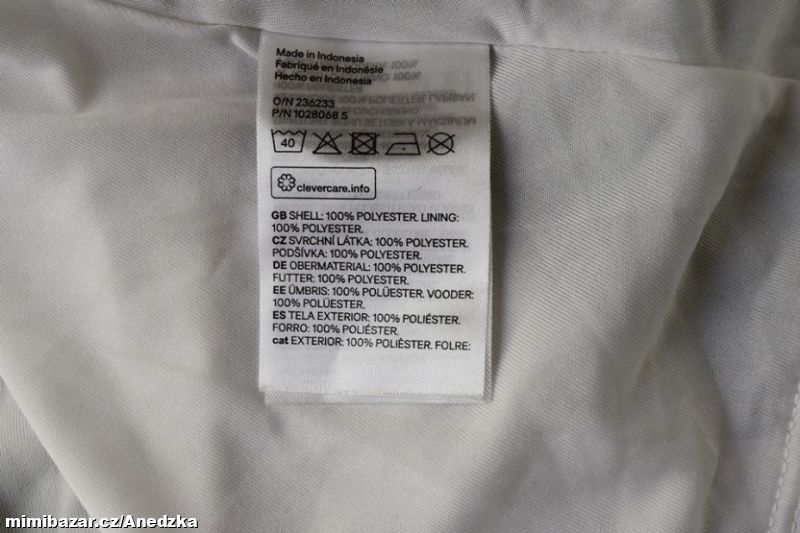 Made in Indonesia
Fabriqué en Indonésie
Hecho en Indonesia
O/N 236233
P/N 1028068 5
40
clevercare.info
GB SHELL: 100% POLYESTER. LINING:
100% POLYESTER.
CZ SVRCHNÍ LÁTKA: 100% POLYESTER.
PODŠÍVKA: 100% POLYESTER.
DE OBERMATERIAL: 100% POLYESTER.
FUTTER: 100% POLYESTER.
EE ÜMBRIS: 100% POLÜESTER. VOODER:
100% POLÜESTER.
ES TELA EXTERIOR: 100% POLIÉSTER.
FORRO: 100% POLIÉSTER.
cat EXTERIOR: 100% POLIÈSTER. FOLRE:
mimibazar.cz/Anedzka